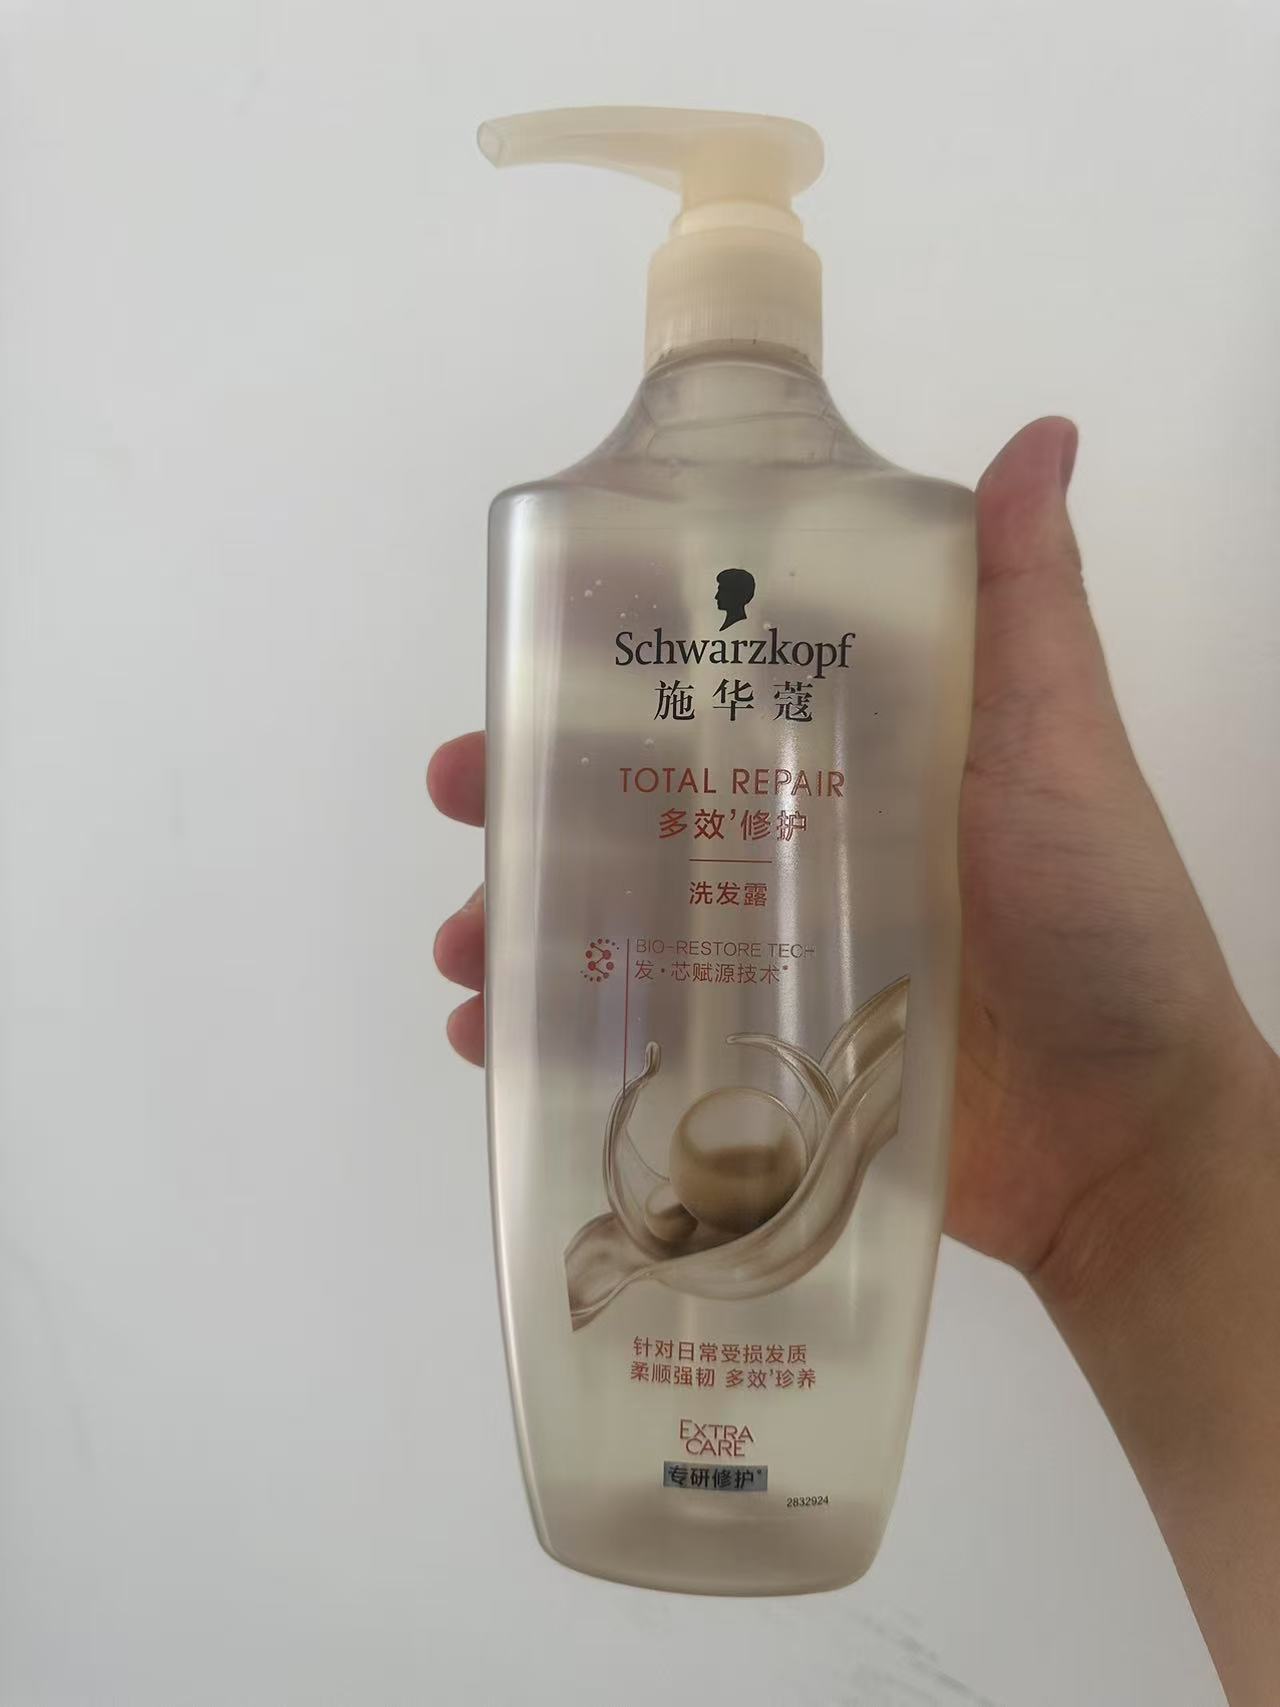 Schwarzkopf
施华蔻
TOTAL REPAIR
多效'修护
洗发露
BIO-RESTORE TECH
发·芯赋源技术*
针对日常受损发质
柔顺强韧 多效'珍养
EXTRA
CARE
专研修护*
2832924